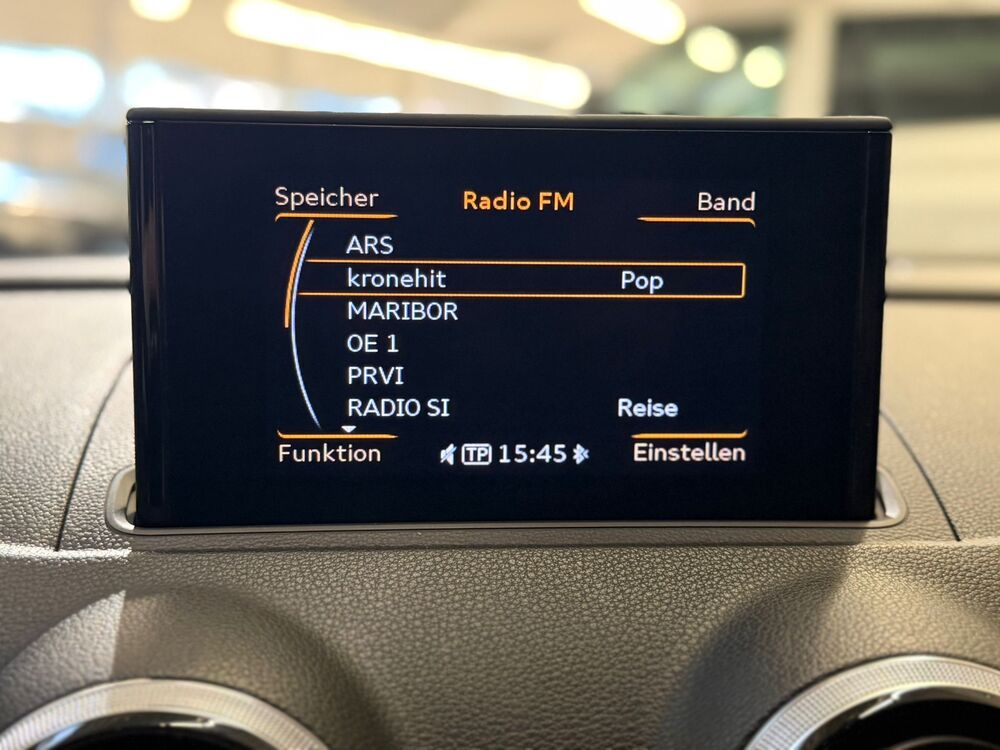 Speicher Radio FM Band
ARS
kronehit Pop
MARIBOR
OE 1
PRVI
RADIO SI Reise
Funktion TP 15:45 Einstellen